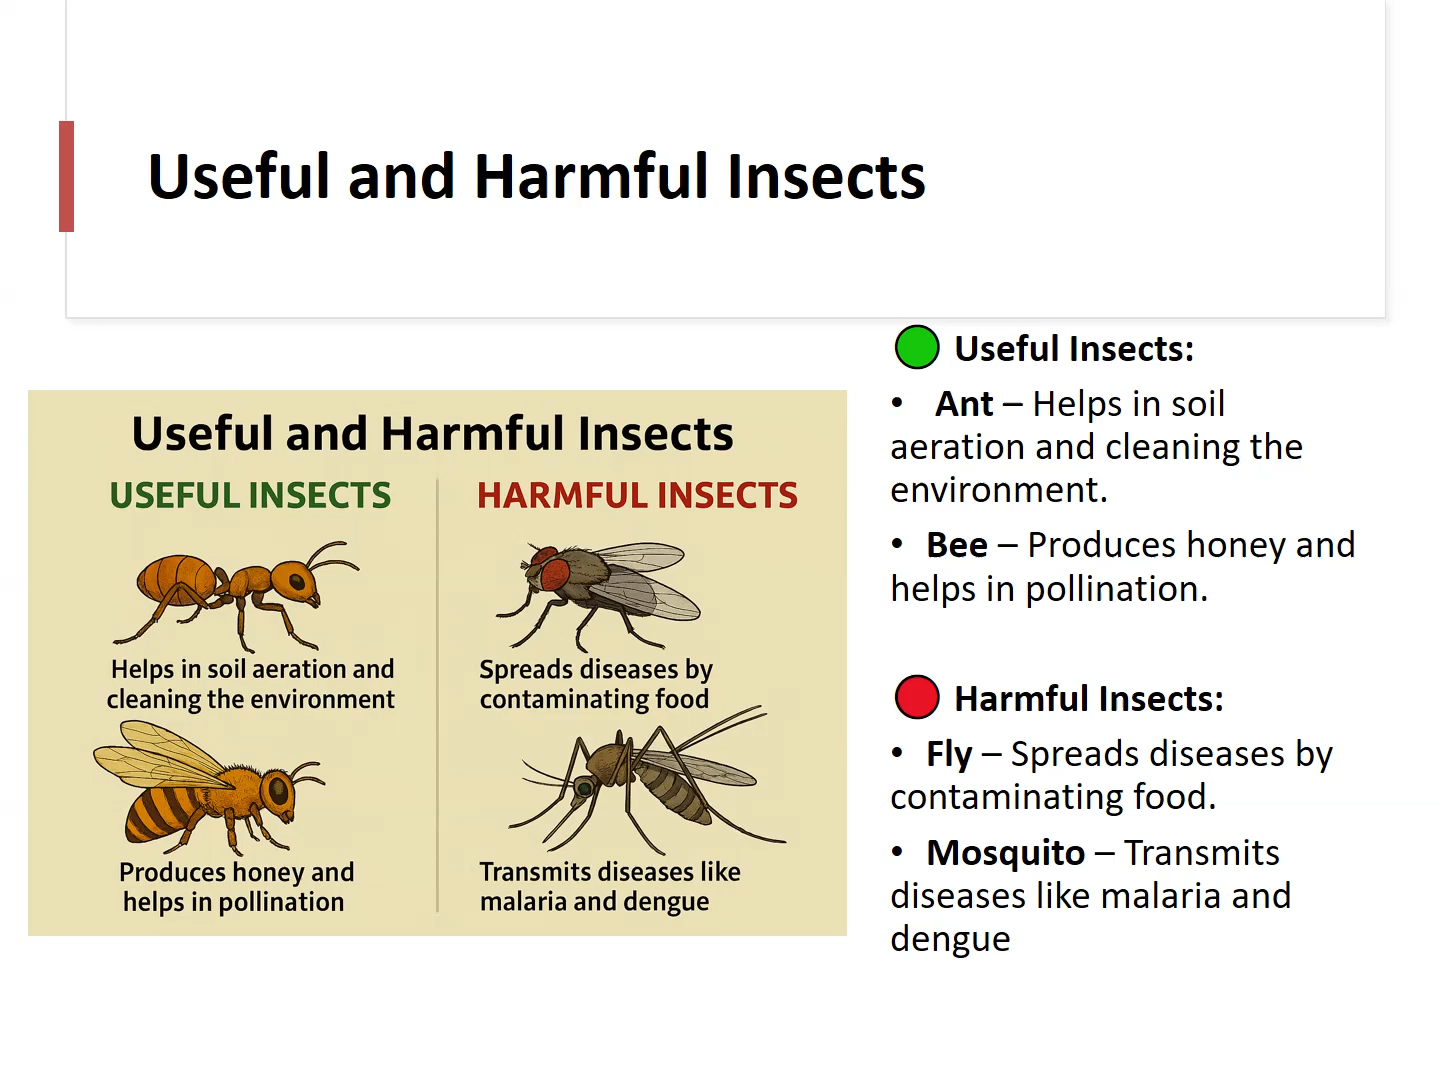 Useful and Harmful Insects
Useful and Harmful Insects
USEFUL INSECTS
Helps in soil aeration and
cleaning the environment
Produces honey and
helps in pollination
HARMFUL INSECTS
Spreads diseases by
contaminating food
Transmits diseases like
malaria and dengue
Useful Insects:
• Ant – Helps in soil
aeration and cleaning the
environment.
• Bee – Produces honey and
helps in pollination.
Harmful Insects:
• Fly – Spreads diseases by
contaminating food.
• Mosquito – Transmits
diseases like malaria and
dengue